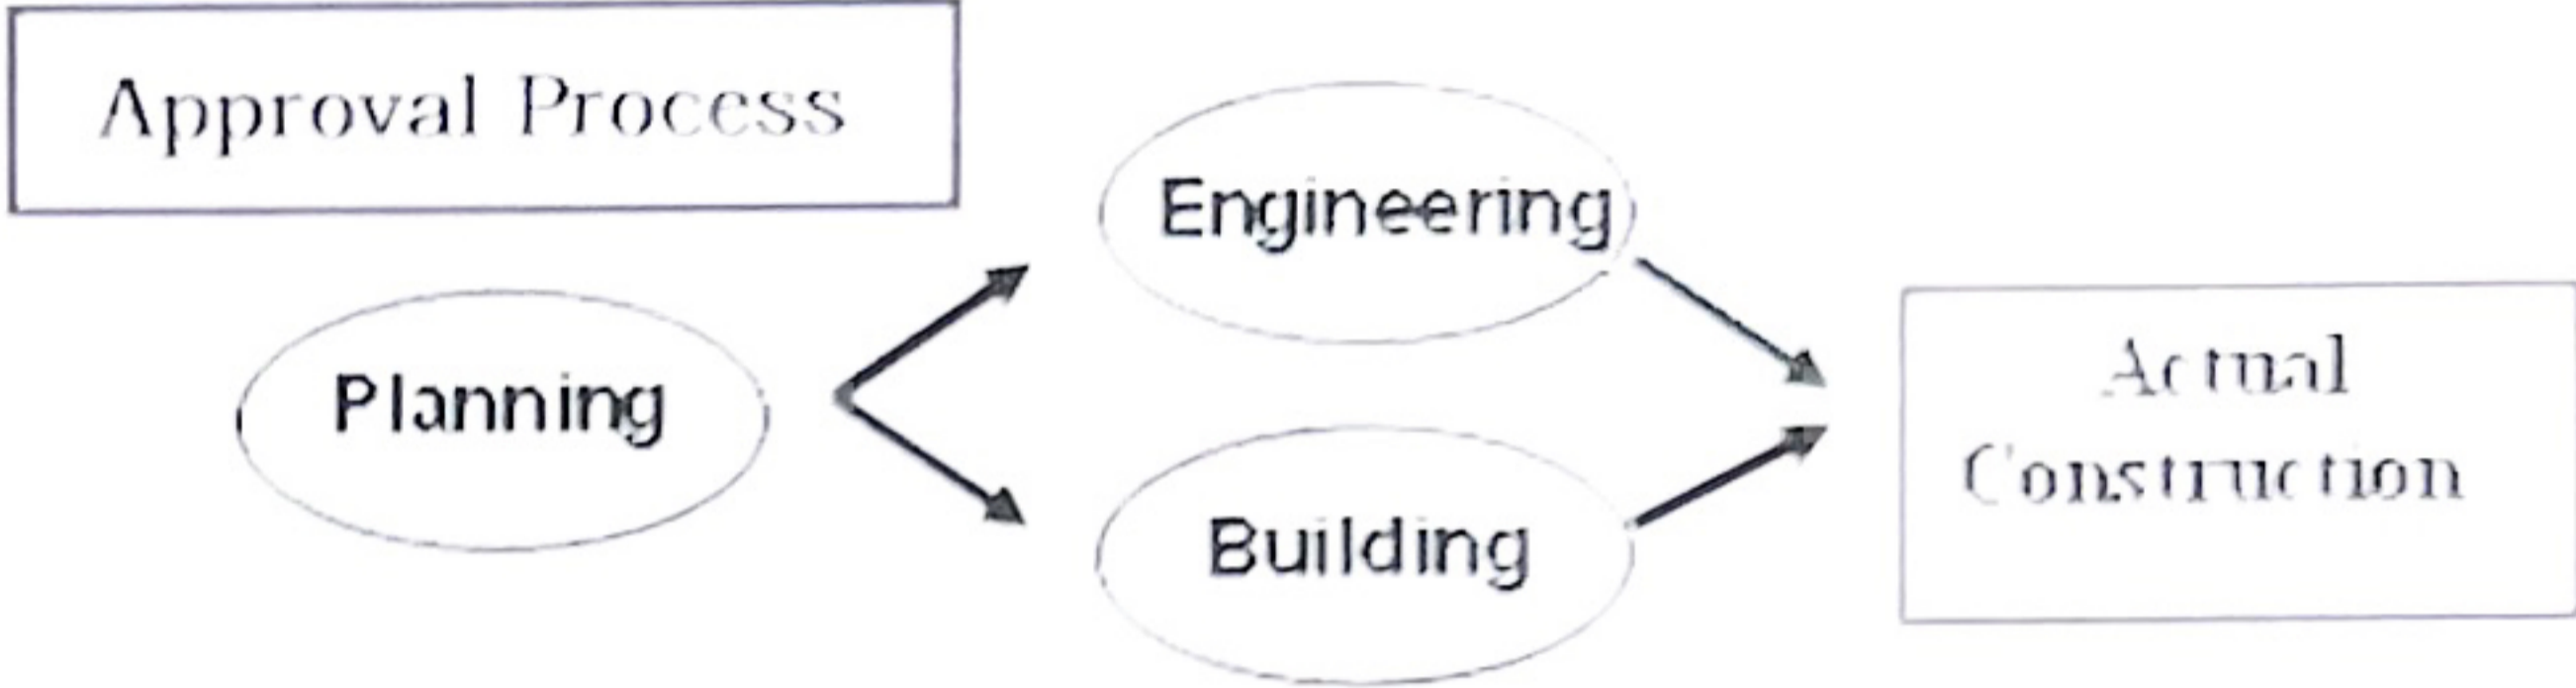 Approval Process
Engineering
Planning
Actual
Construction
Building